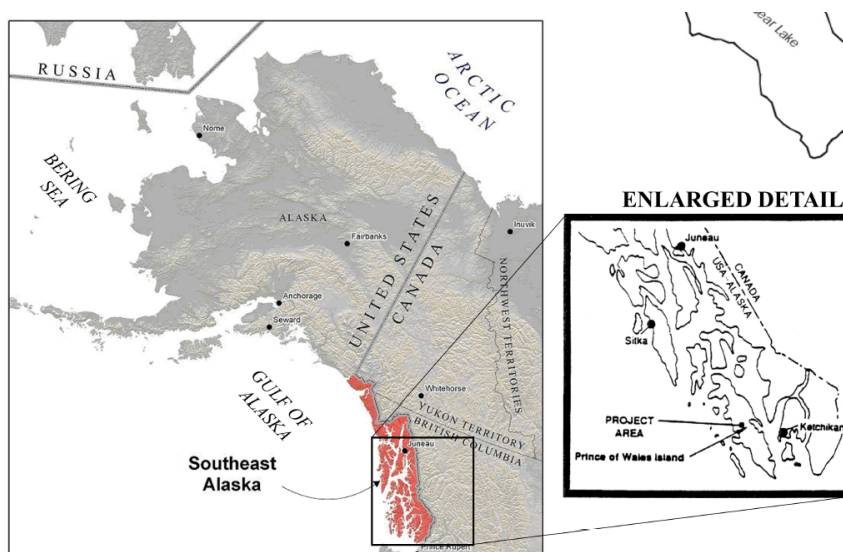 RUSSIA
ARCTIC
OCEAN
Nome
BERING
SEA
ALASKA
Fairbanks
UNITED STATES
CANADA
Inuvik
NORTHWEST TERRITORIES
Anchorage
Seward
GULF OF
ALASKA
Whitehorse
YUKON TERRITORY
BRITISH COLUMBIA
Juneau
Southeast
Alaska
Prince Rupert
Lake
ENLARGED DETAIL
Juneau
CANADA
USA-ALASKA
Sitka
PROJECT
AREA
Ketchikan
Prince of Wales Island